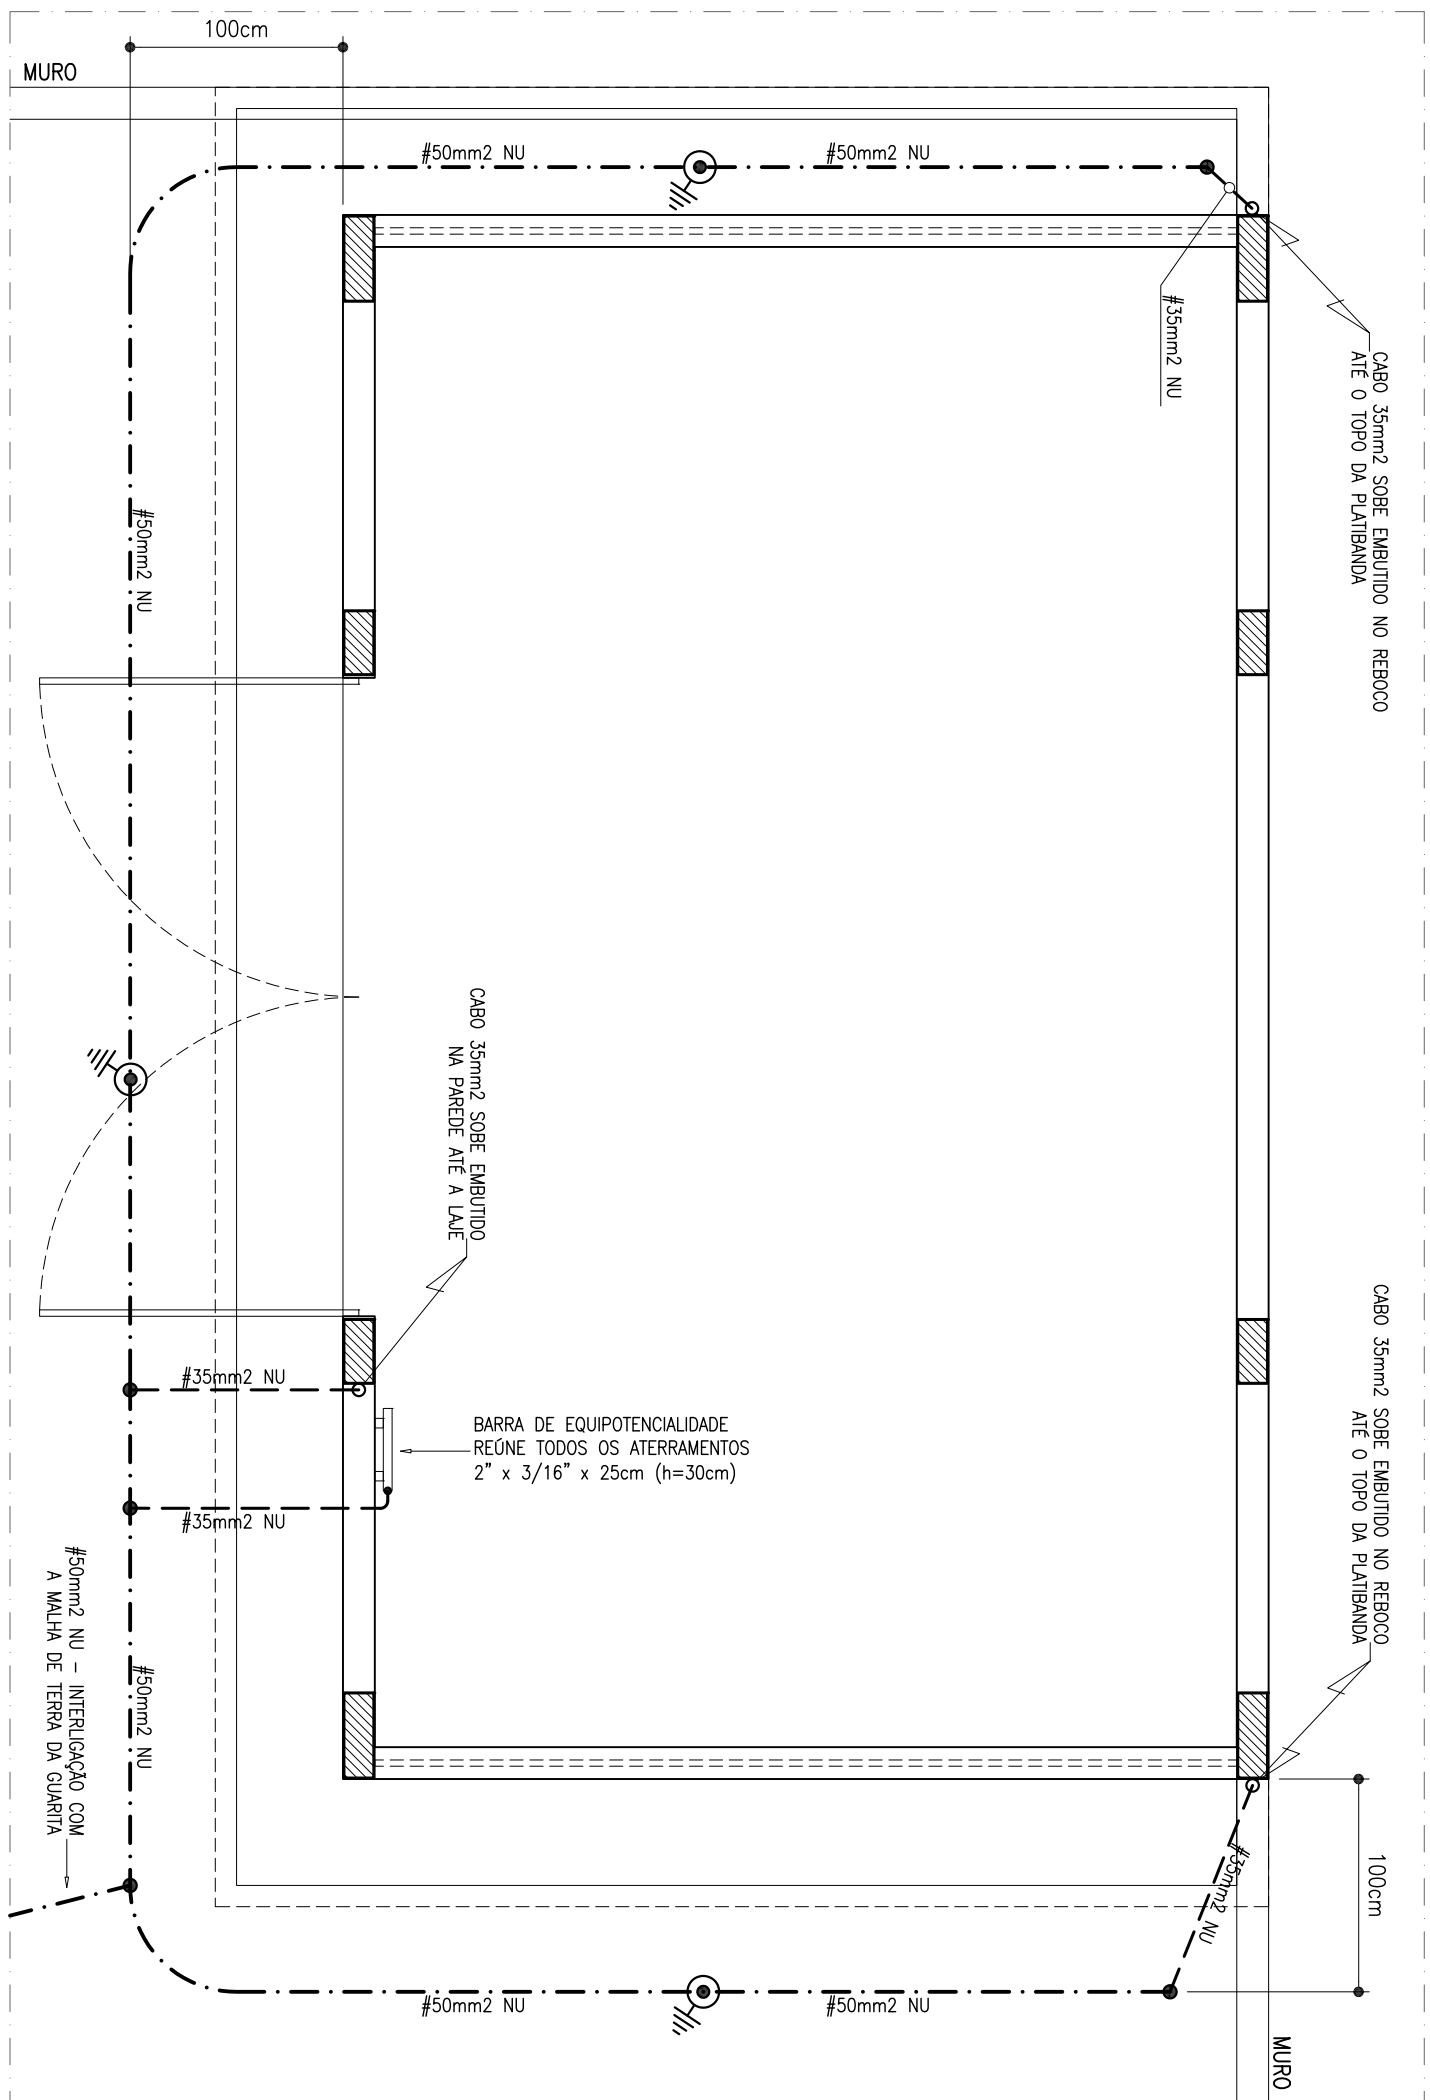 100cm
MURO
#50mm2 NU
#50mm2 NU
#35mm2 NU
CABO 35mm2 SOBE EMBUTIDO NO REBOCO
ATÉ O TOPO DA PLATIBANDA
#50mm2 NU
CABO 35mm2 SOBE EMBUTIDO
NA PAREDE ATÉ A LAJE
CABO 35mm2 SOBE EMBUTIDO NO REBOCO
ATÉ O TOPO DA PLATIBANDA
#35mm2 NU
BARRA DE EQUIPOTENCIALIDADE
REÚNE TODOS OS ATERRAMENTOS
2” x 3/16” x 25cm (h=30cm)
#35mm2 NU
#50mm2 NU – INTERLIGAÇÃO COM
A MALHA DE TERRA DA GUARITA
#50mm2 NU
#35mm2 NU
100cm
#50mm2 NU
#50mm2 NU
MURO